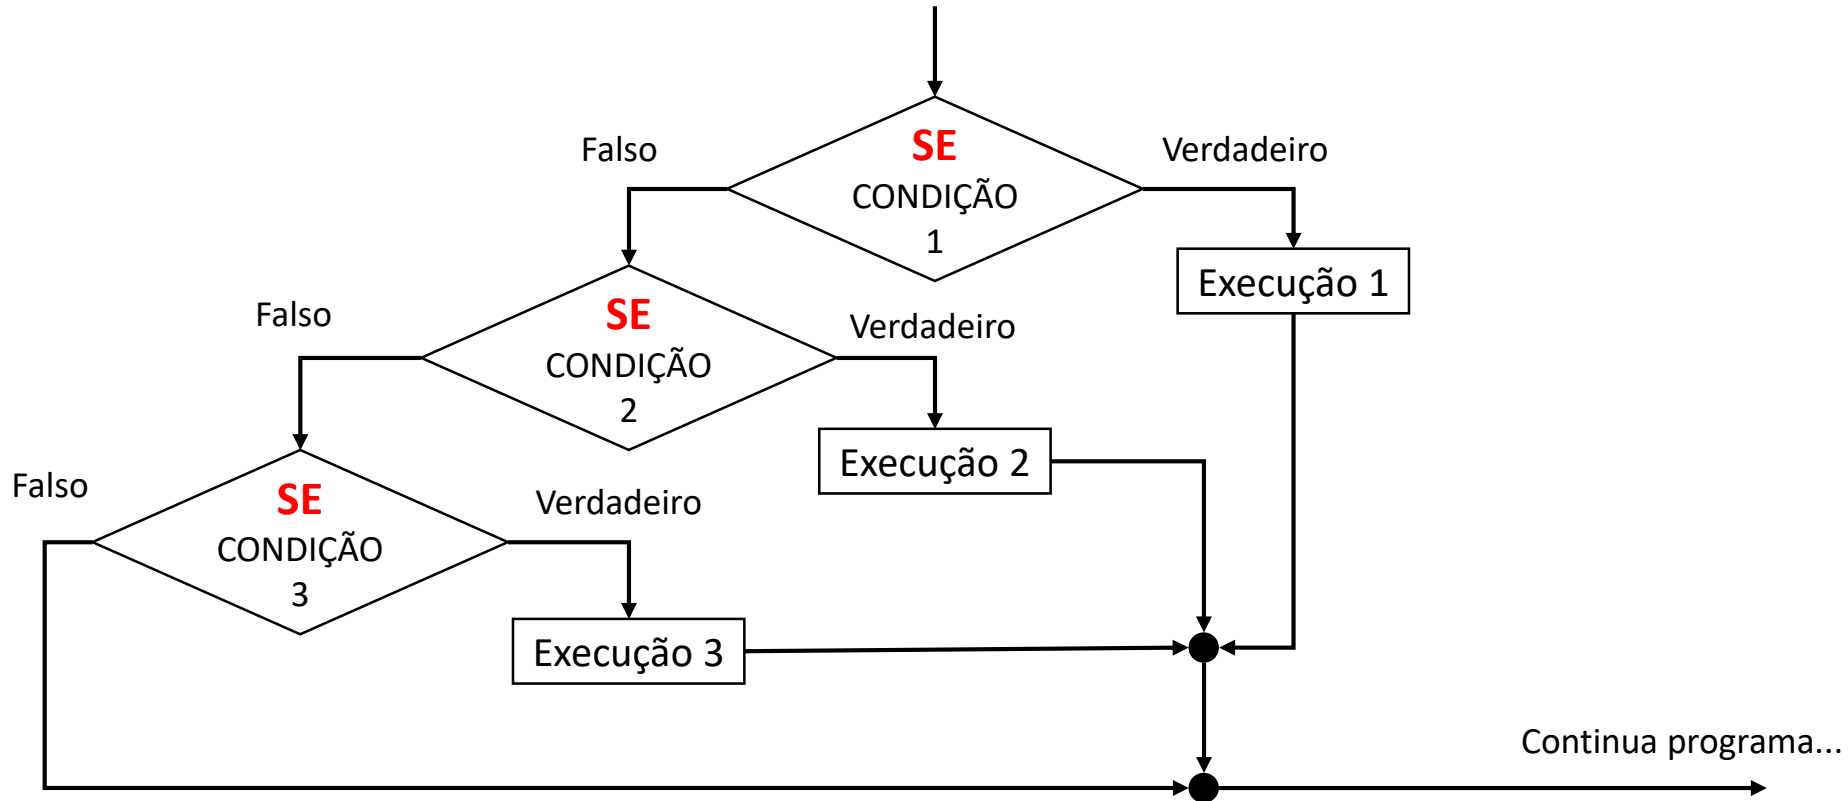 Falso
SE
CONDIÇÃO
1
Verdadeiro
Execução 1
Falso
SE
CONDIÇÃO
2
Verdadeiro
Execução 2
Falso
SE
CONDIÇÃO
3
Verdadeiro
Execução 3
Continua programa...